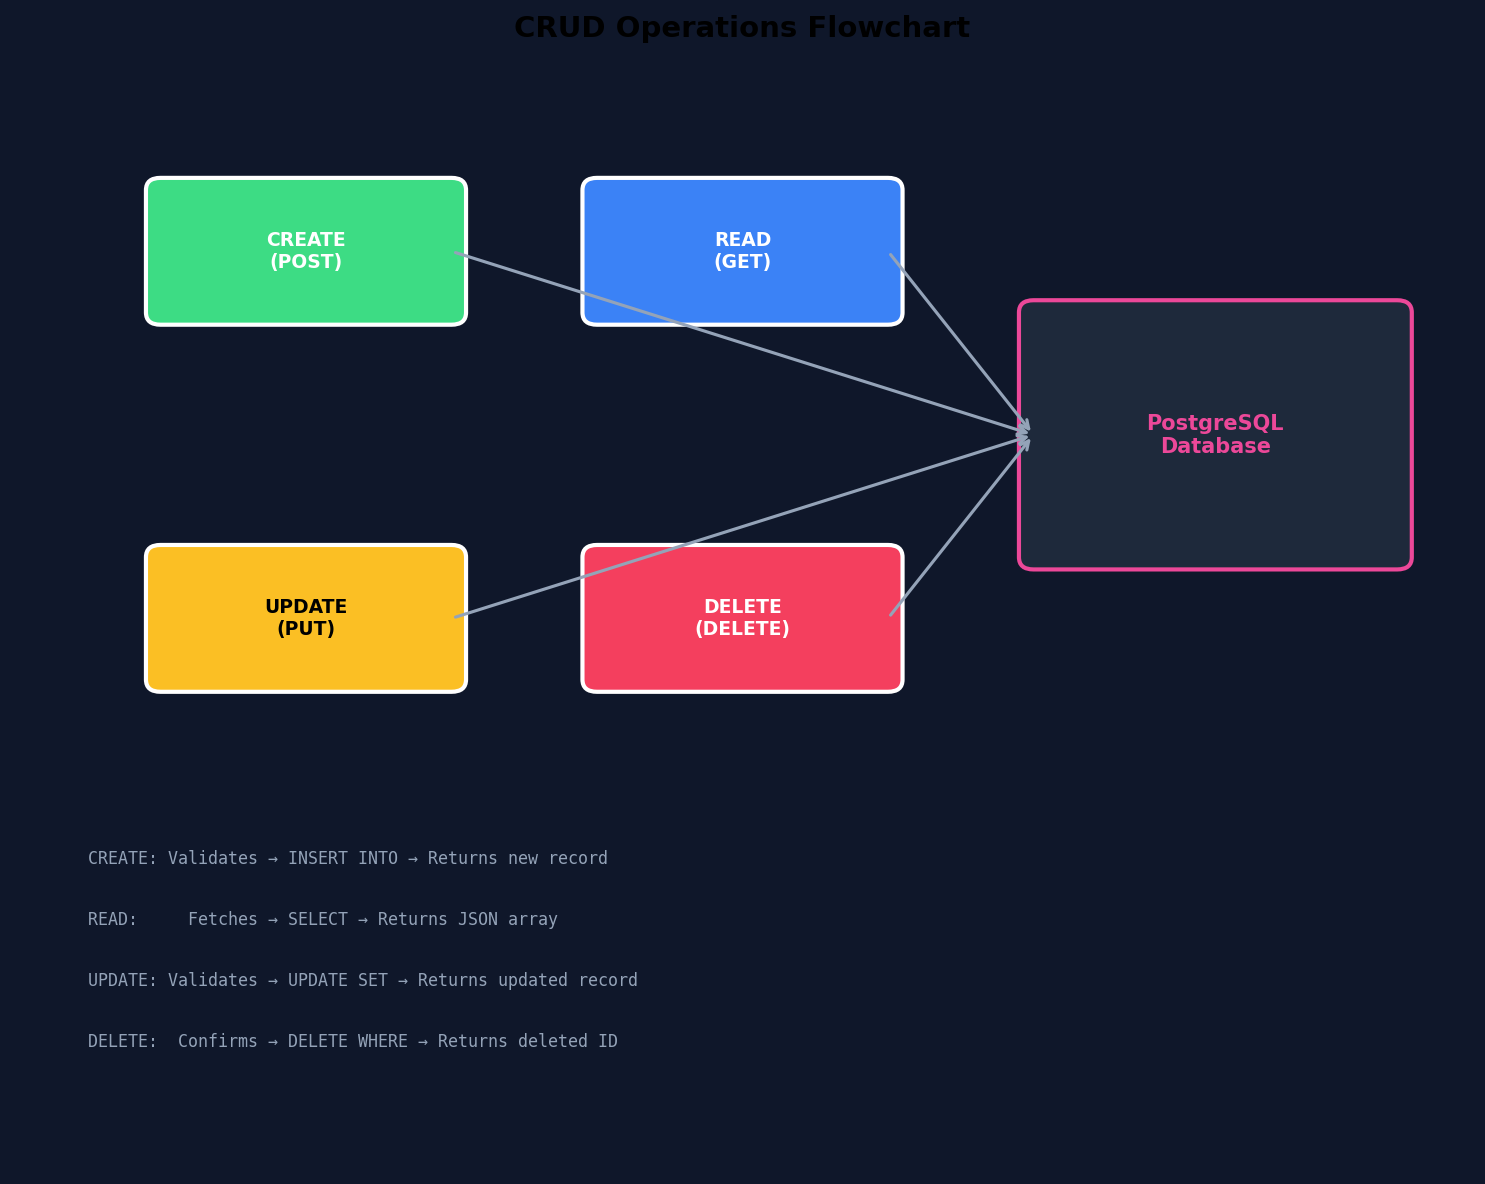 CRUD Operations Flowchart
CREATE
(POST)
READ
(GET)
PostgreSQL
Database
UPDATE
(PUT)
DELETE
(DELETE)
CREATE: Validates → INSERT INTO → Returns new record
READ:     Fetches → SELECT → Returns JSON array
UPDATE: Validates → UPDATE SET → Returns updated record
DELETE:  Confirms → DELETE WHERE → Returns deleted ID